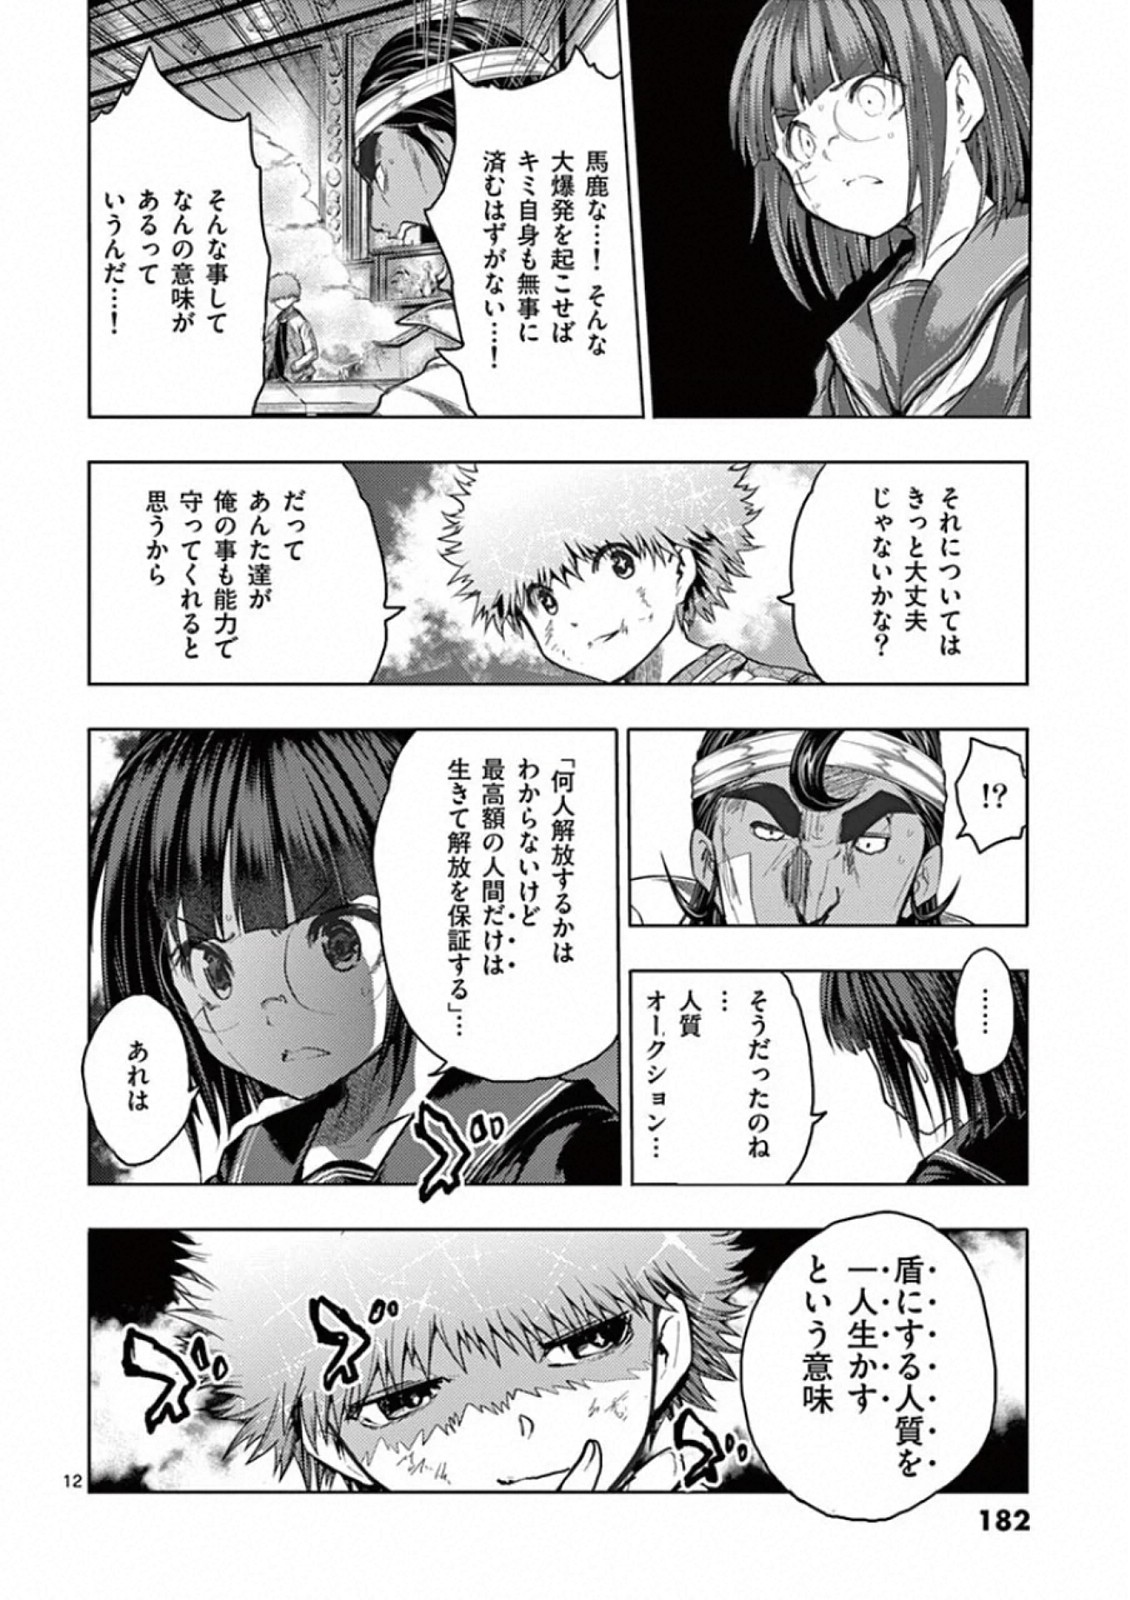 馬鹿な…！そんな
大爆発を起こせば
キミ自身も無事に
済むはずがない…！
そんな事して
なんの意味が
あるって
いうんだ…！
それについては
きっと大丈夫
じゃないかな？
だって
あんた達が
俺の事も能力で
守ってくれると
思うから
!?
……
そうだったのね
…
人質
オークション…
「何人解放するかは
わからないけど
最高額の人間だけは
生きて解放を保証する」…
あれは
盾にする人質を
一人生かす
という意味
ゴゴゴ
ゴゴゴ
12
182